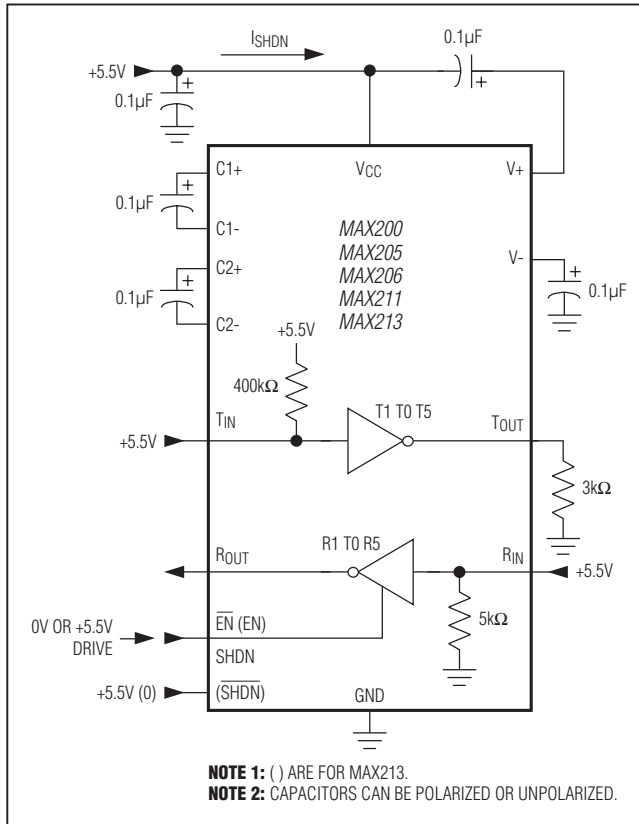 ISHDN
0.1µF
+5.5V
+
0.1µF
+
C1+
VCC
V+
+
0.1µF
C1-
MAX200
MAX205
C2+
MAX206
V-
+
0.1µF
MAX211
+
0.1µF
C2-
MAX213
+5.5V
400kΩ
T1 TO T5
TIN
TOUT
+5.5V
3kΩ
ROUT
R1 TO R5
RIN
+5.5V
0V OR +5.5V
DRIVE
EN (EN)
5kΩ
SHDN
+5.5V (0)
(SHDN)
GND
NOTE 1: ( ) ARE FOR MAX213.
NOTE 2: CAPACITORS CAN BE POLARIZED OR UNPOLARIZED.